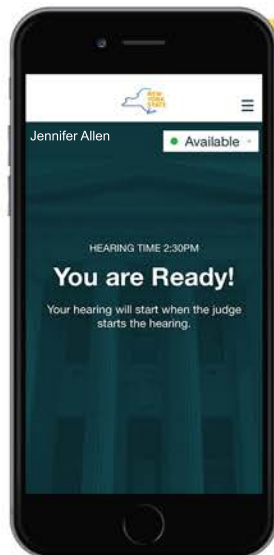 NEW
YORK
STATE
Jennifer Allen
Available
HEARING TIME 2:30PM
You are Ready!
Your hearing will start when the judge
starts the hearing.